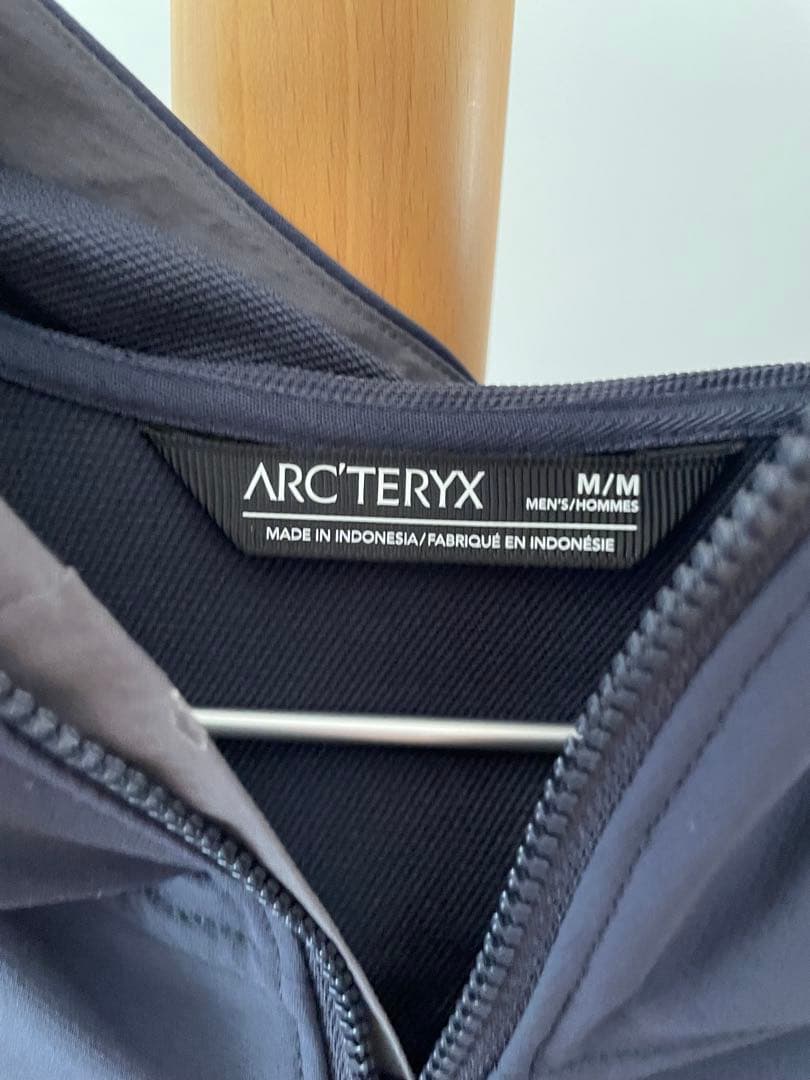 ARC'TERYX
M/M
MEN'S/HOMMES
MADE IN INDONESIA/FABRIQUÉ EN INDONÉSIE